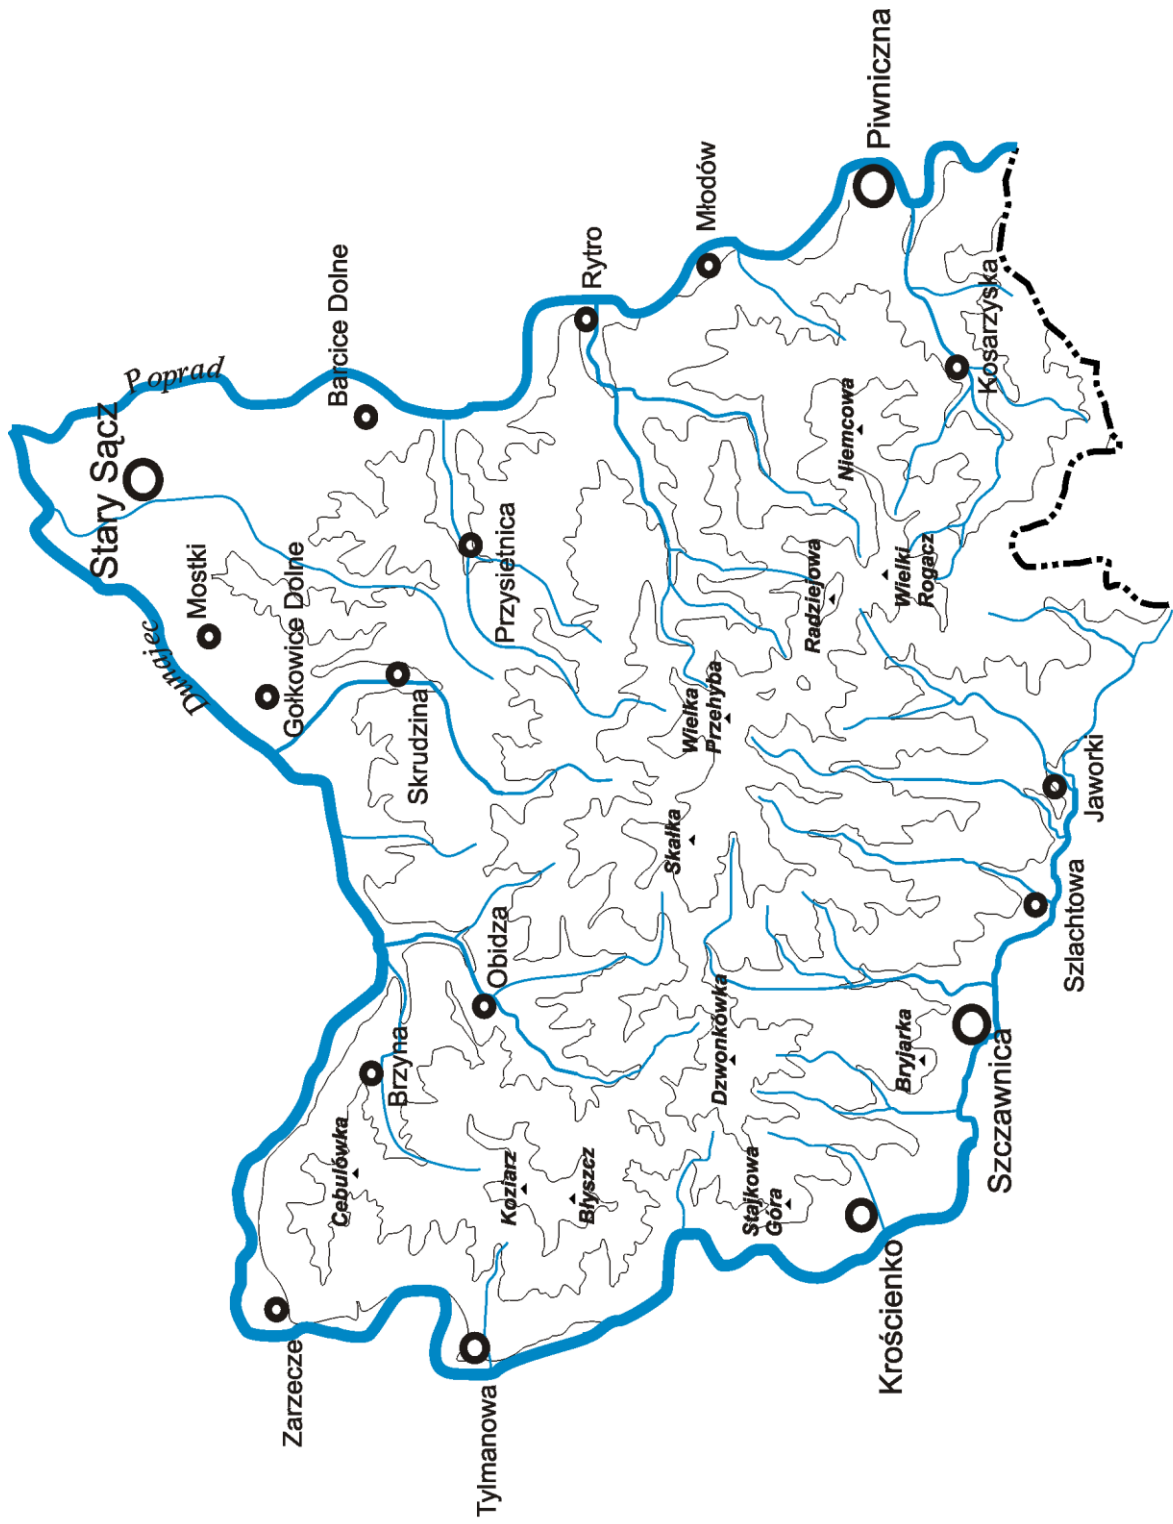 Zarzecze
Tylmanowa
Cebulówka
Koziarz
Błyszcz
Brzyna
Obidza
Stajkowa
Góra
Krościenko
Dzwonkówka
Bryjarka
Szczawnica
Szlachtowa
Jaworki
Skałka
Wielka
Przehyba
Skrudzina
Gołkowice Dolne
Mostki
Dunajec
Stary Sącz
Poprad
Przysietnica
Barcice Dolne
Radziejowa
Wielki
Rogacz
Niemcowa
Rytro
Młodów
Kosarzyska
Piwniczna